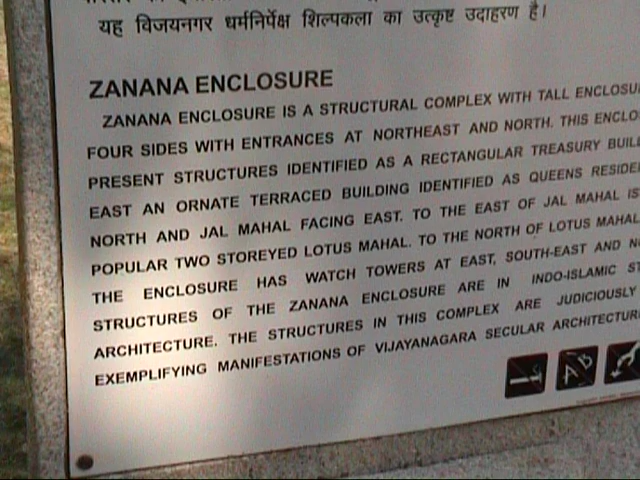 यह विजयनगर धर्मनिर्पेक्ष शिल्पकला का उत्कृष्ट उदाहरण है।
ZANANA ENCLOSURE
ZANANA ENCLOSURE IS A STRUCTURAL COMPLEX WITH TALL ENCLOSU
FOUR SIDES WITH ENTRANCES AT NORTHEAST AND NORTH. THIS ENCLO
PRESENT STRUCTURES IDENTIFIED AS A RECTANGULAR TREASURY BUIL
EAST AN ORNATE TERRACED BUILDING IDENTIFIED AS QUEENS RESIDE
NORTH AND JAL MAHAL FACING EAST. TO THE EAST OF JAL MAHAL IS
POPULAR TWO STOREYED LOTUS MAHAL. TO THE NORTH OF LOTUS MAHAL
THE ENCLOSURE HAS WATCH TOWERS AT EAST, SOUTH-EAST AND N
STRUCTURES OF THE ZANANA ENCLOSURE ARE IN INDO-ISLAMIC ST
ARCHITECTURE. THE STRUCTURES IN THIS COMPLEX ARE JUDICIOUSLY
EXEMPLIFYING MANIFESTATIONS OF VIJAYANAGARA SECULAR ARCHITECTURE